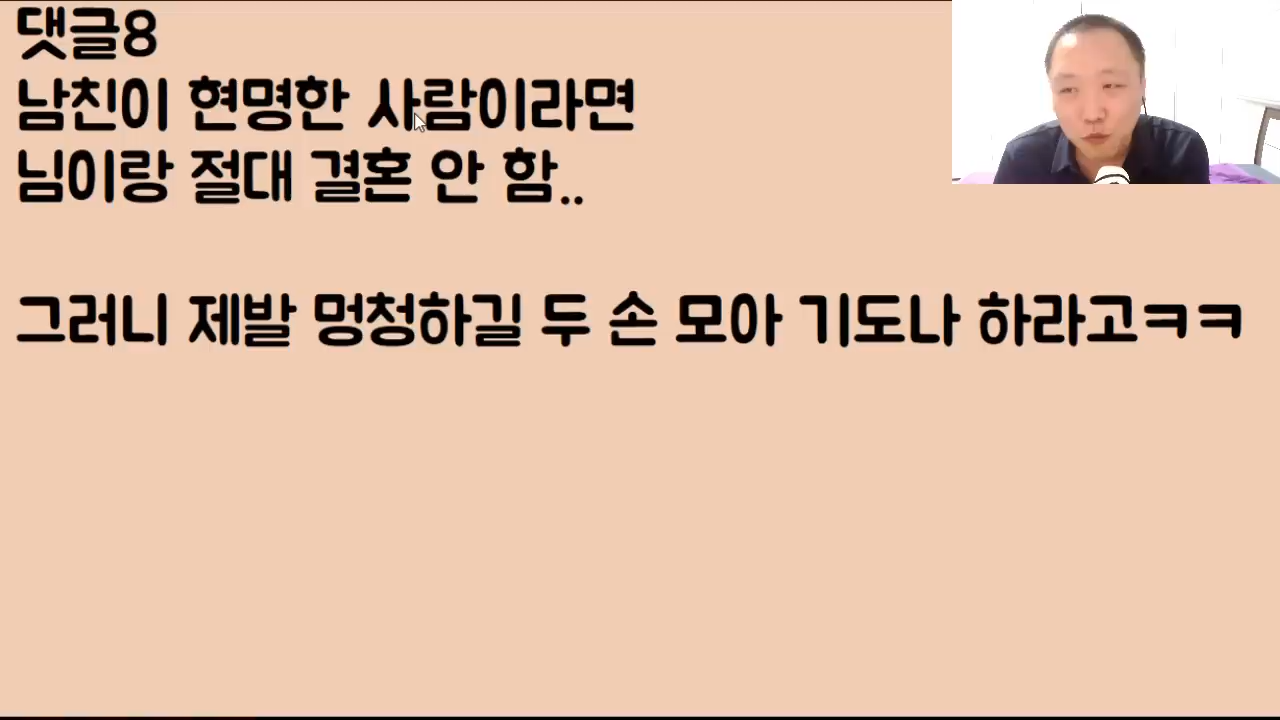 댓글8
남친이 현명한 사람이라면
님이랑 절대 결혼 안 함..
그러니 제발 멍청하길 두 손 모아 기도나 하라고ㅋㅋ